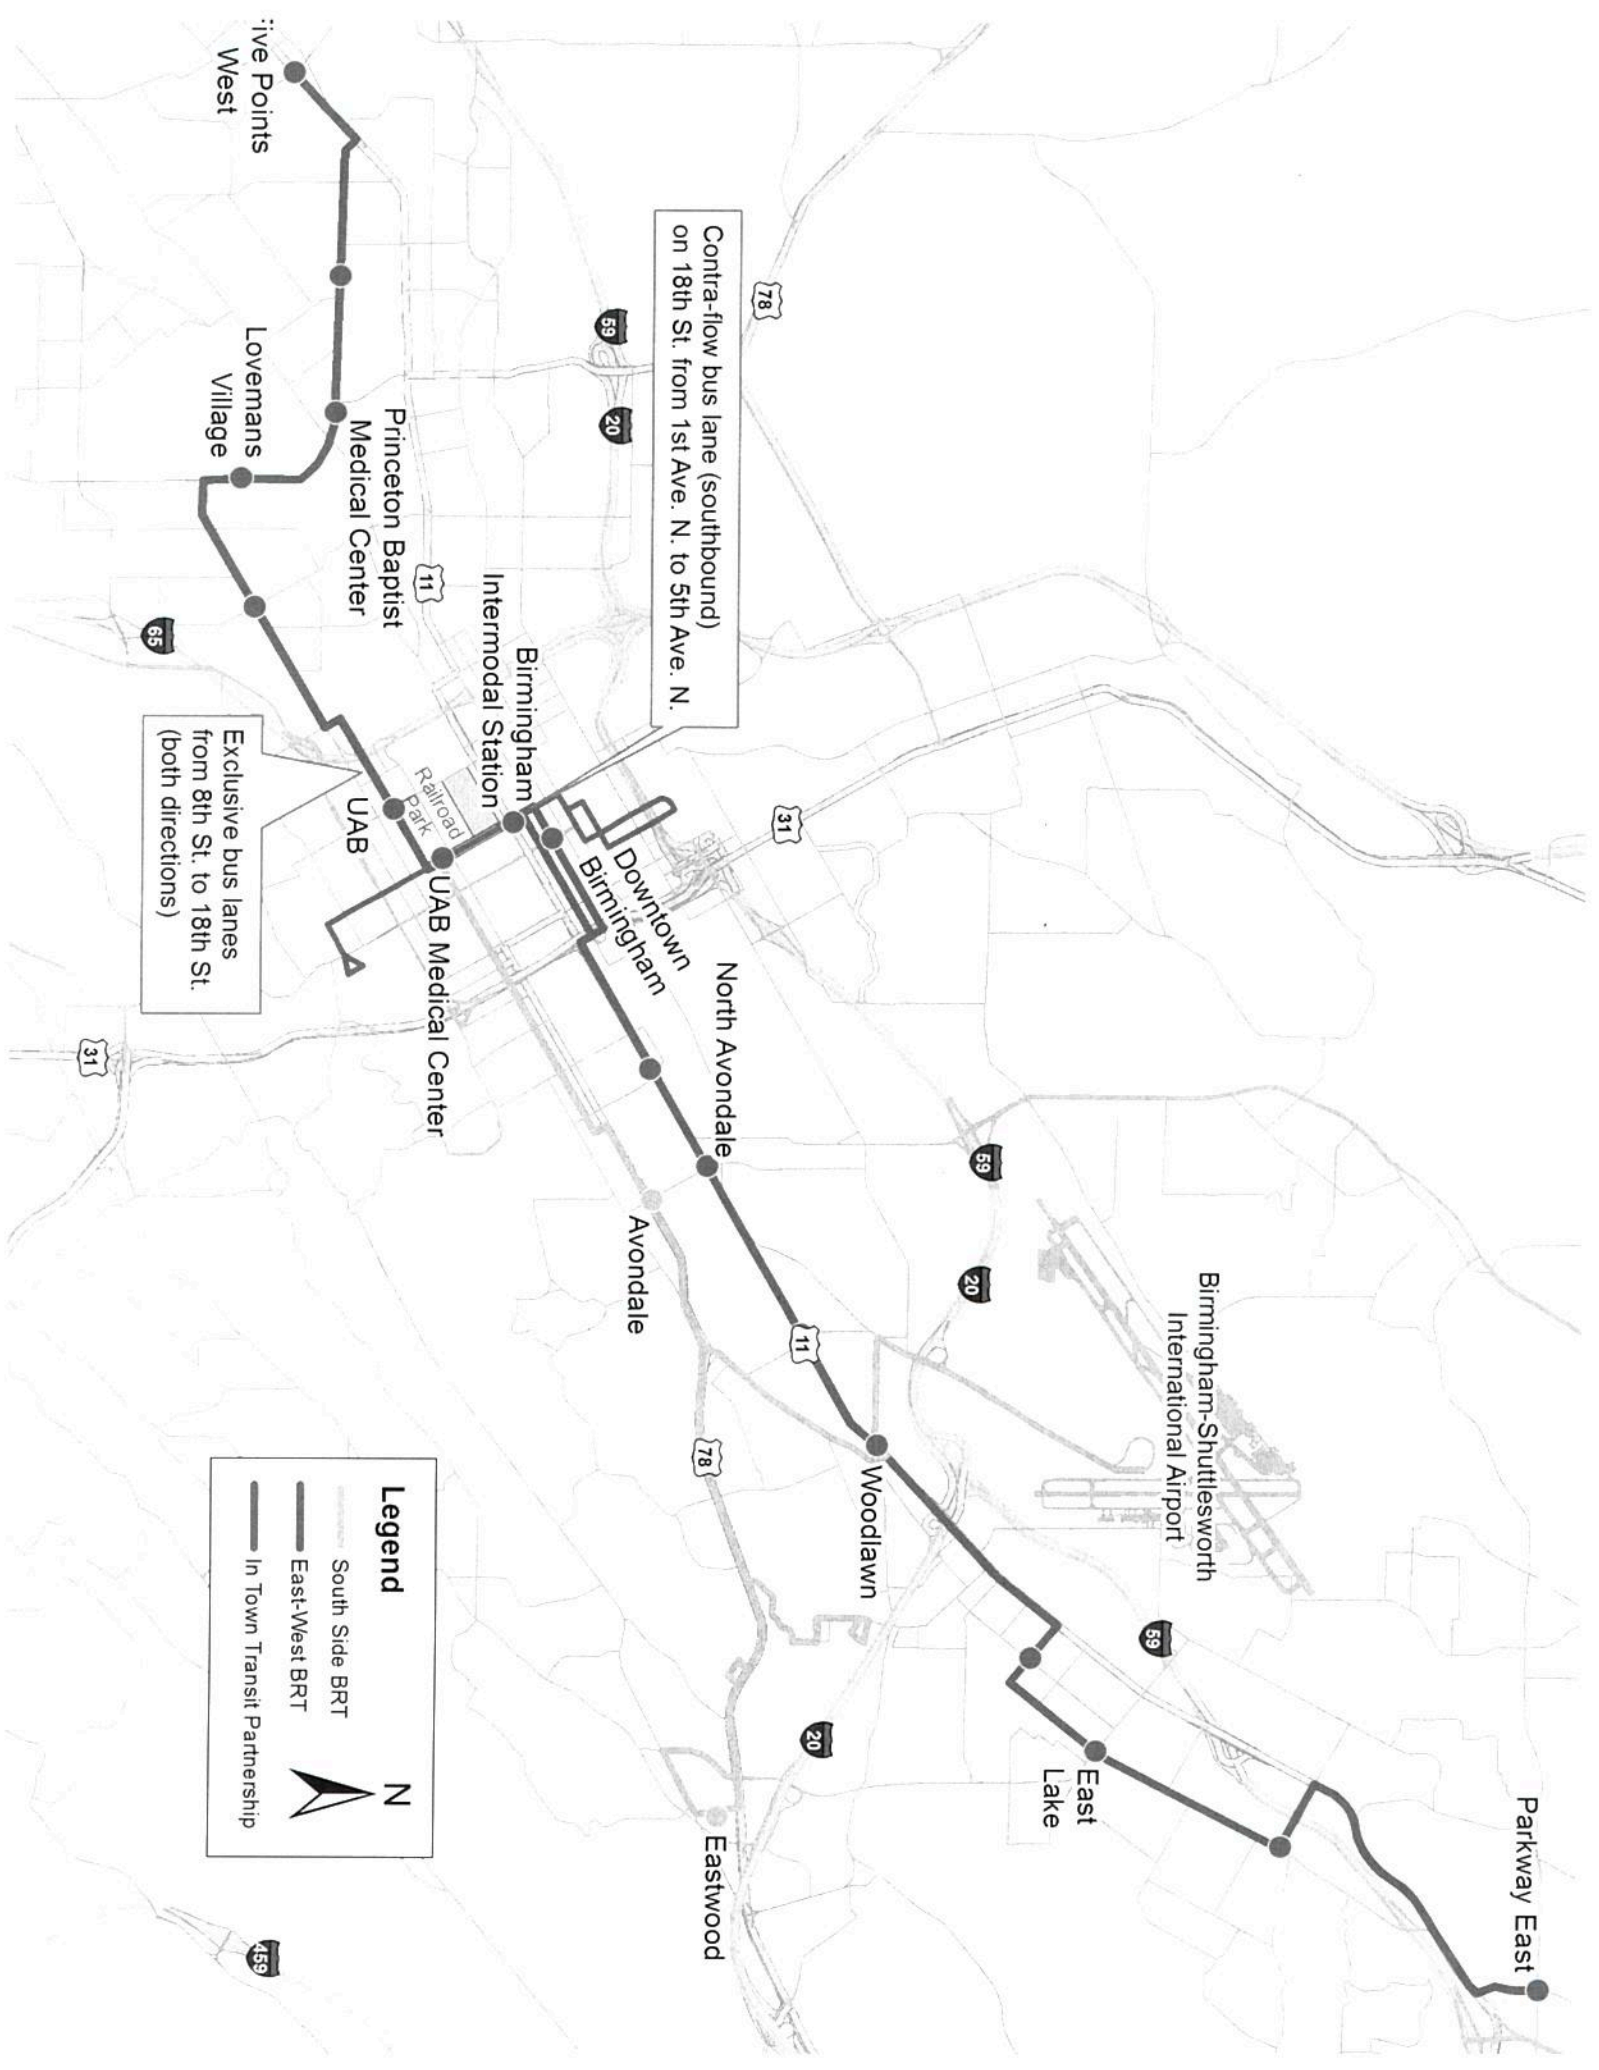 Parkway East
Birmingham-Shuttlesworth
International Airport
59
East
Lake
59
20
Woodlawn
20
11
31
78
North Avondale
Contra-flow bus lane (southbound)
on 18th St. from 1st Ave. N. to 5th Ave. N.
Eastwood
78
Downtown
Birmingham
Avondale
59
20
Birmingham
Intermodal Station
UAB Medical Center
11
Railroad
Park
Princeton Baptist
Medical Center
UAB
ive Points
West
Lovemans
Village
Exclusive bus lanes
from 8th St. to 18th St.
(both directions)
65
31
Legend
South Side BRT
East-West BRT
In Town Transit Partnership
N
459